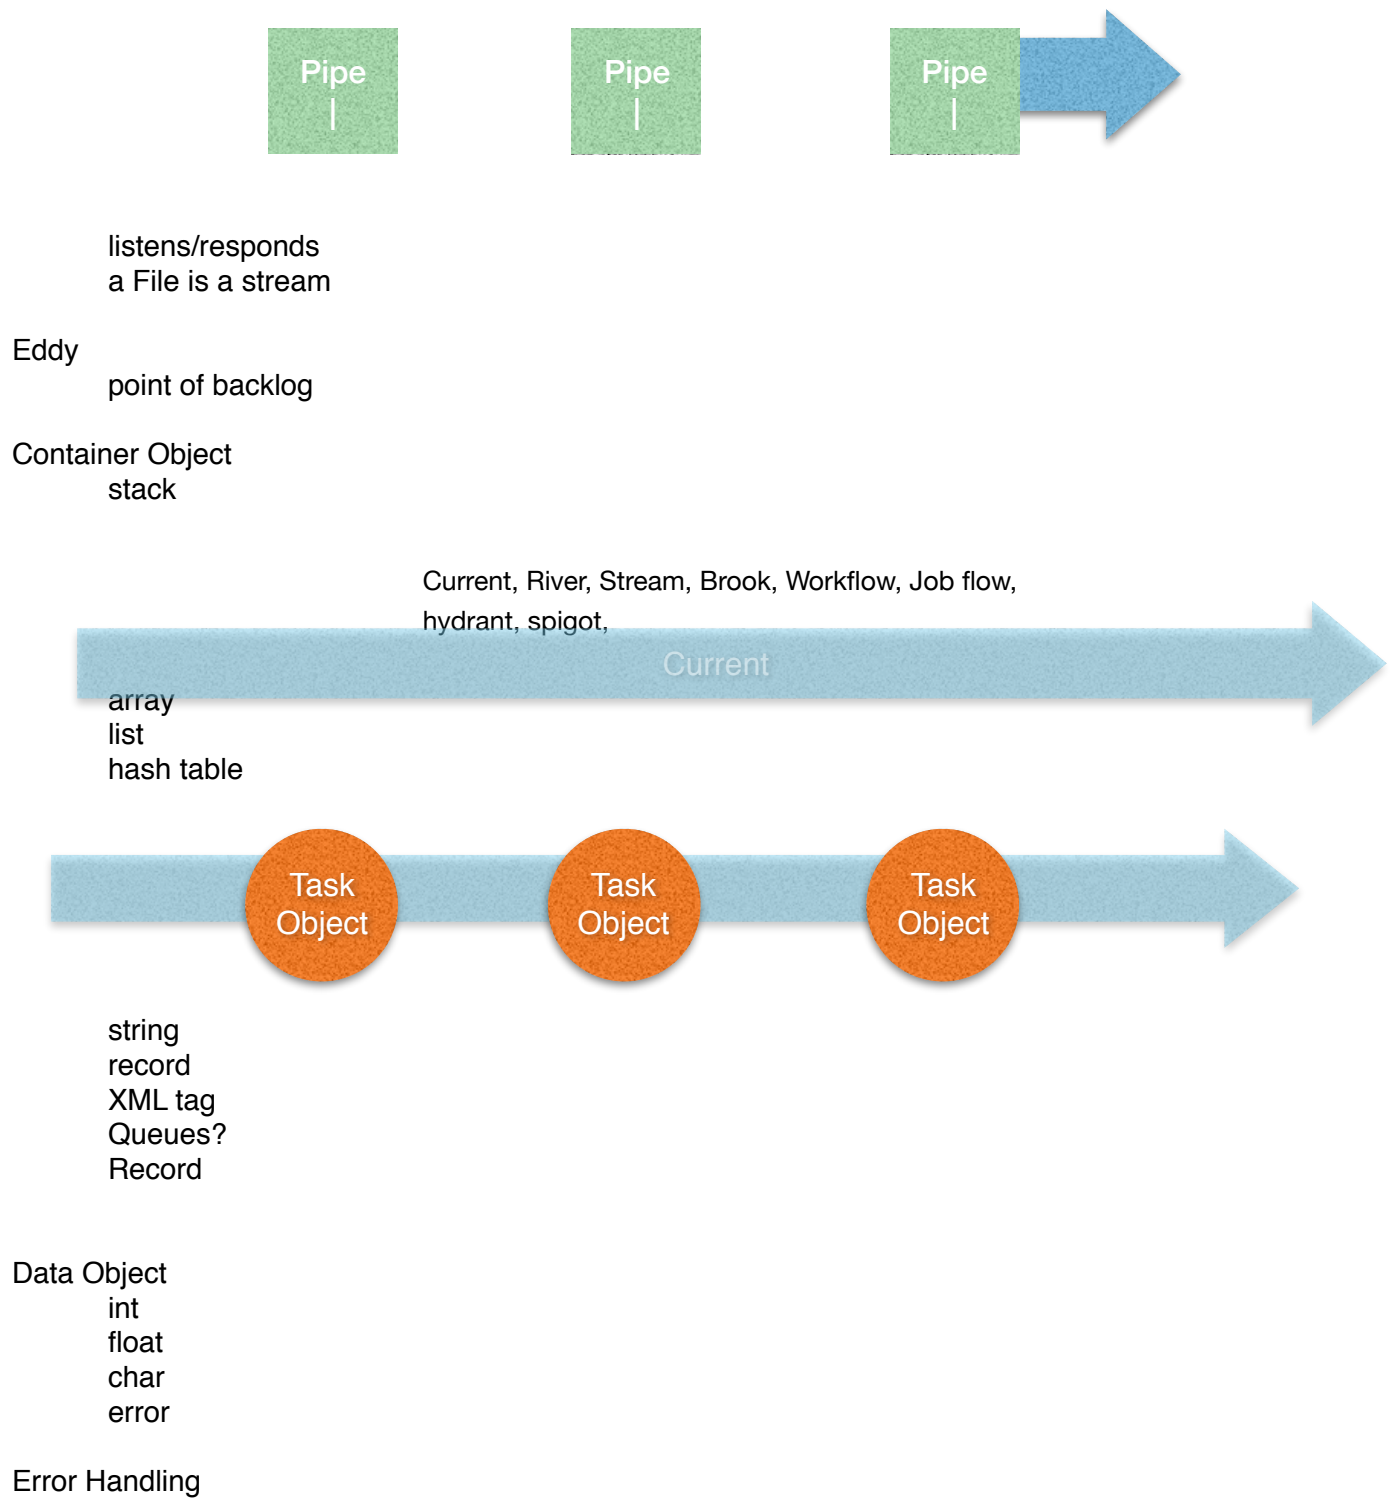 Pipe
|
Pipe
|
Pipe
|
listens/responds
a File is a stream
Eddy
point of backlog
Container Object
stack
Current, River, Stream, Brook, Workflow, Job flow,
hydrant, spigot,
Current
array
list
hash table
Task
Object
Task
Object
Task
Object
string
record
XML tag
Queues?
Record
Data Object
int
float
char
error
Error Handling